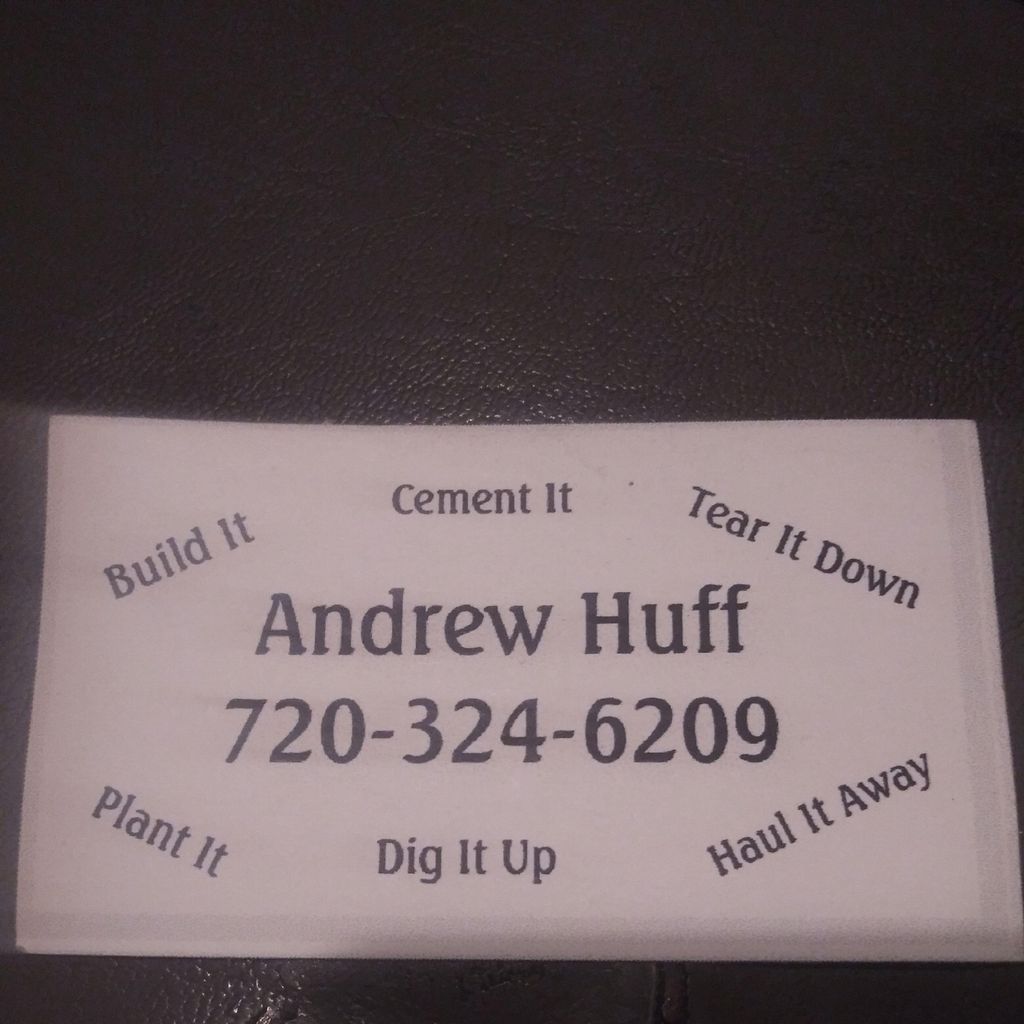 Build It
Cement It
Tear It Down
Andrew Huff
720-324-6209
Plant It
Dig It Up
Haul It Away